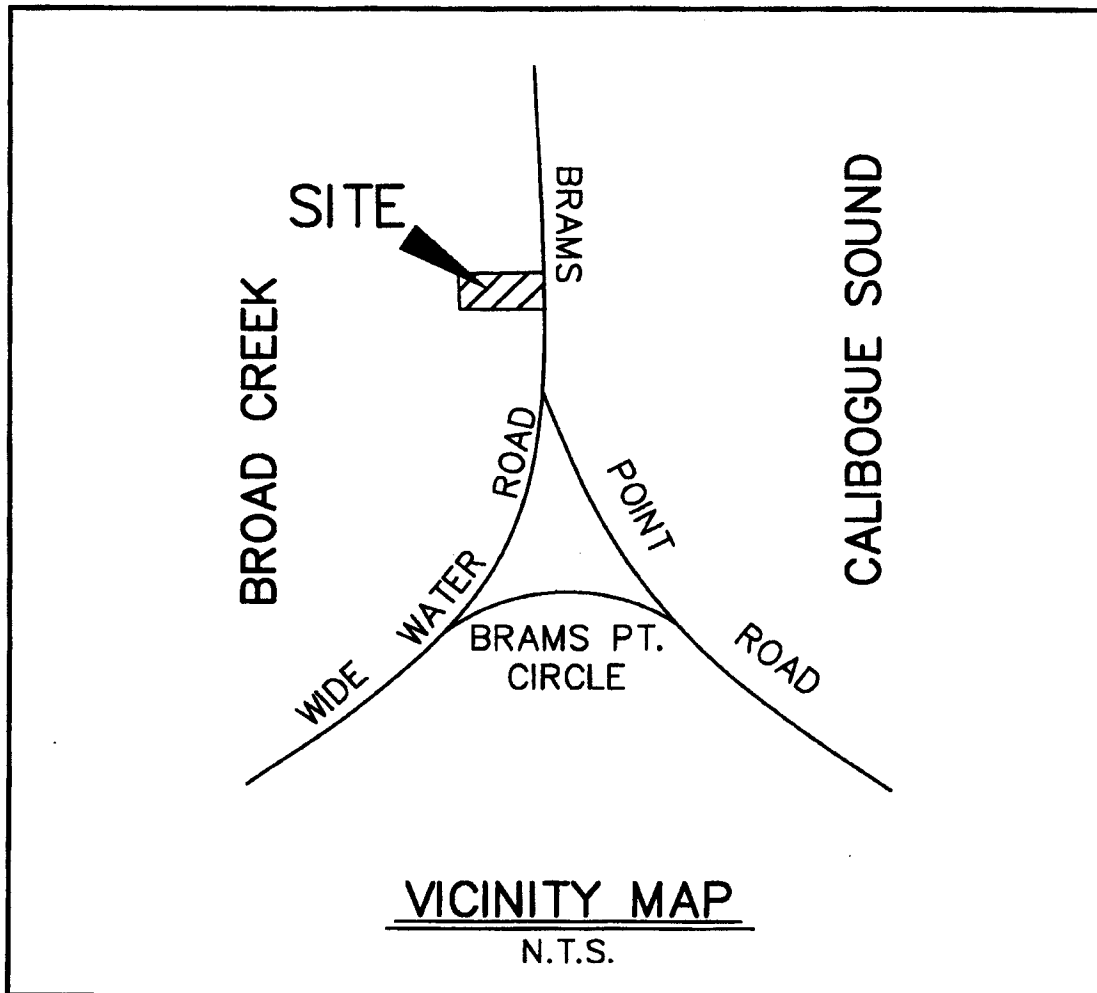 SITE
BROAD CREEK
CALIBOGUE SOUND
BRAMS
POINT
ROAD
WIDE WATER ROAD
BRAMS PT.
CIRCLE
VICINITY MAP
N.T.S.